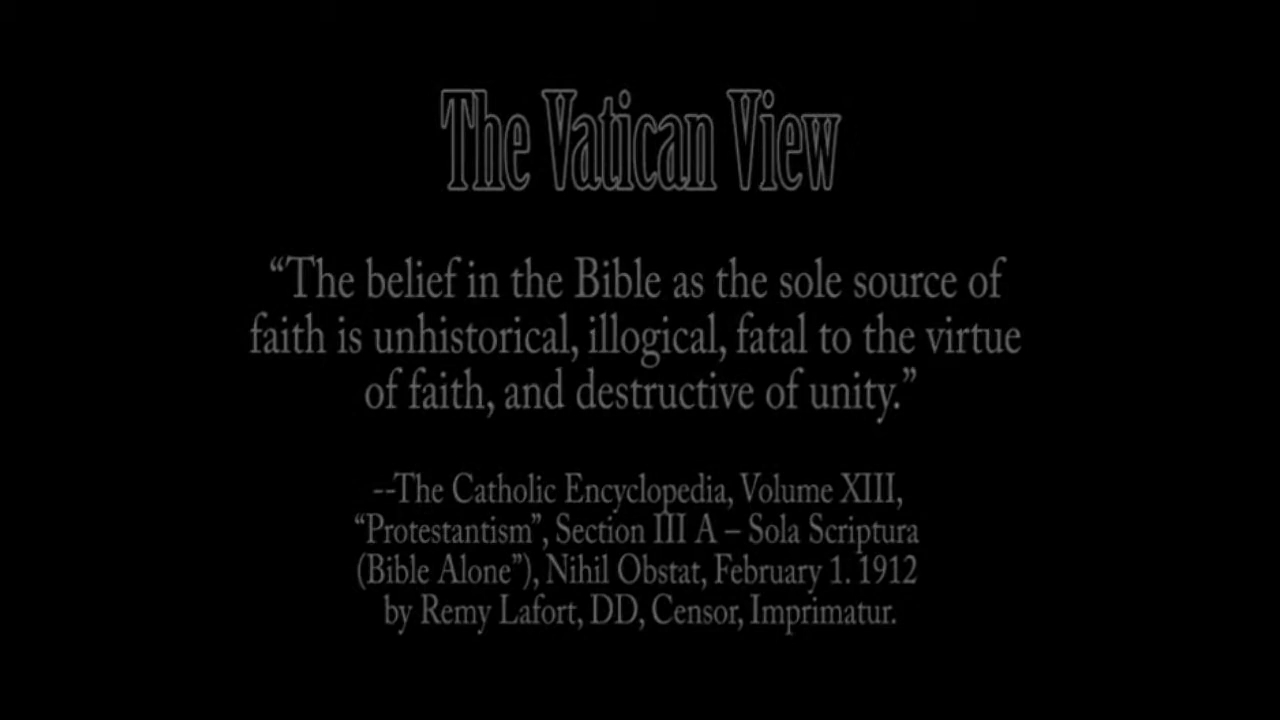 The Vatican View
“The belief in the Bible as the sole source of
faith is unhistorical, illogical, fatal to the virtue
of faith, and destructive of unity.”
--The Catholic Encyclopedia, Volume XIII,
“Protestantism”, Section III A – Sola Scriptura
(Bible Alone”), Nihil Obstat, February 1. 1912
by Remy Lafort, DD, Censor, Imprimatur.